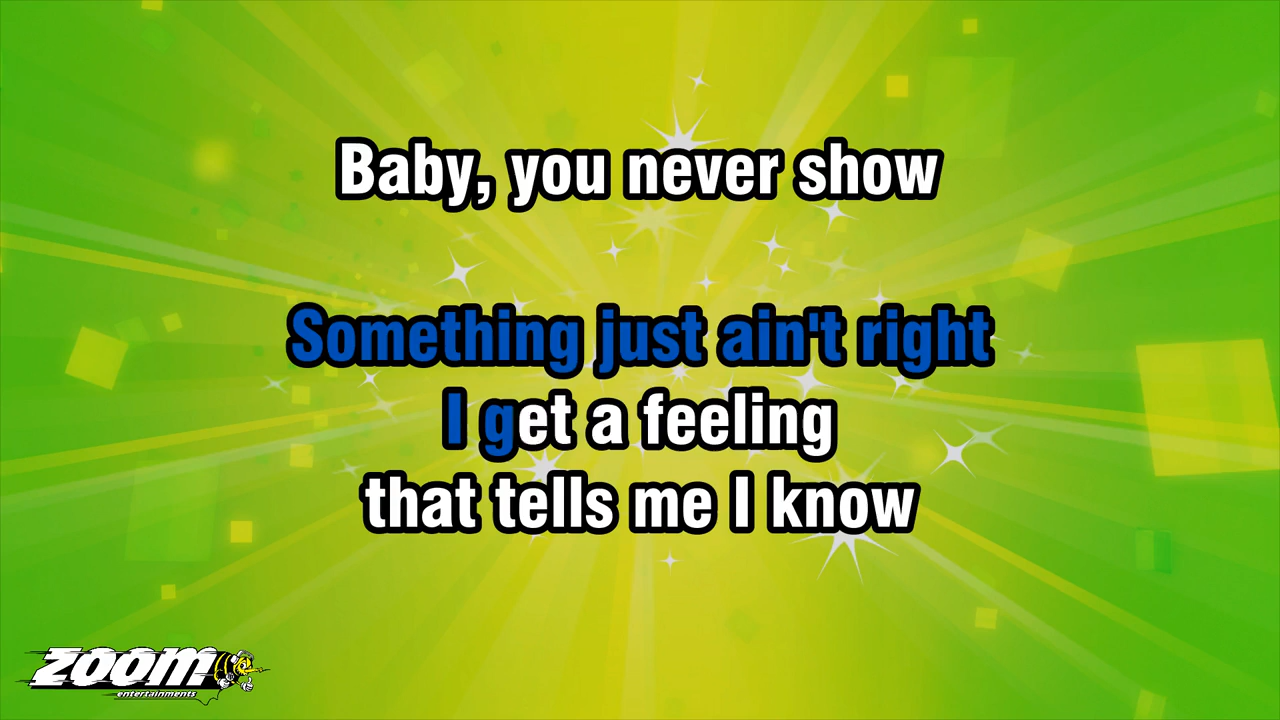 Baby, you never show
Something just ain't right
I get a feeling
that tells me I know
ZOOM
entertainments